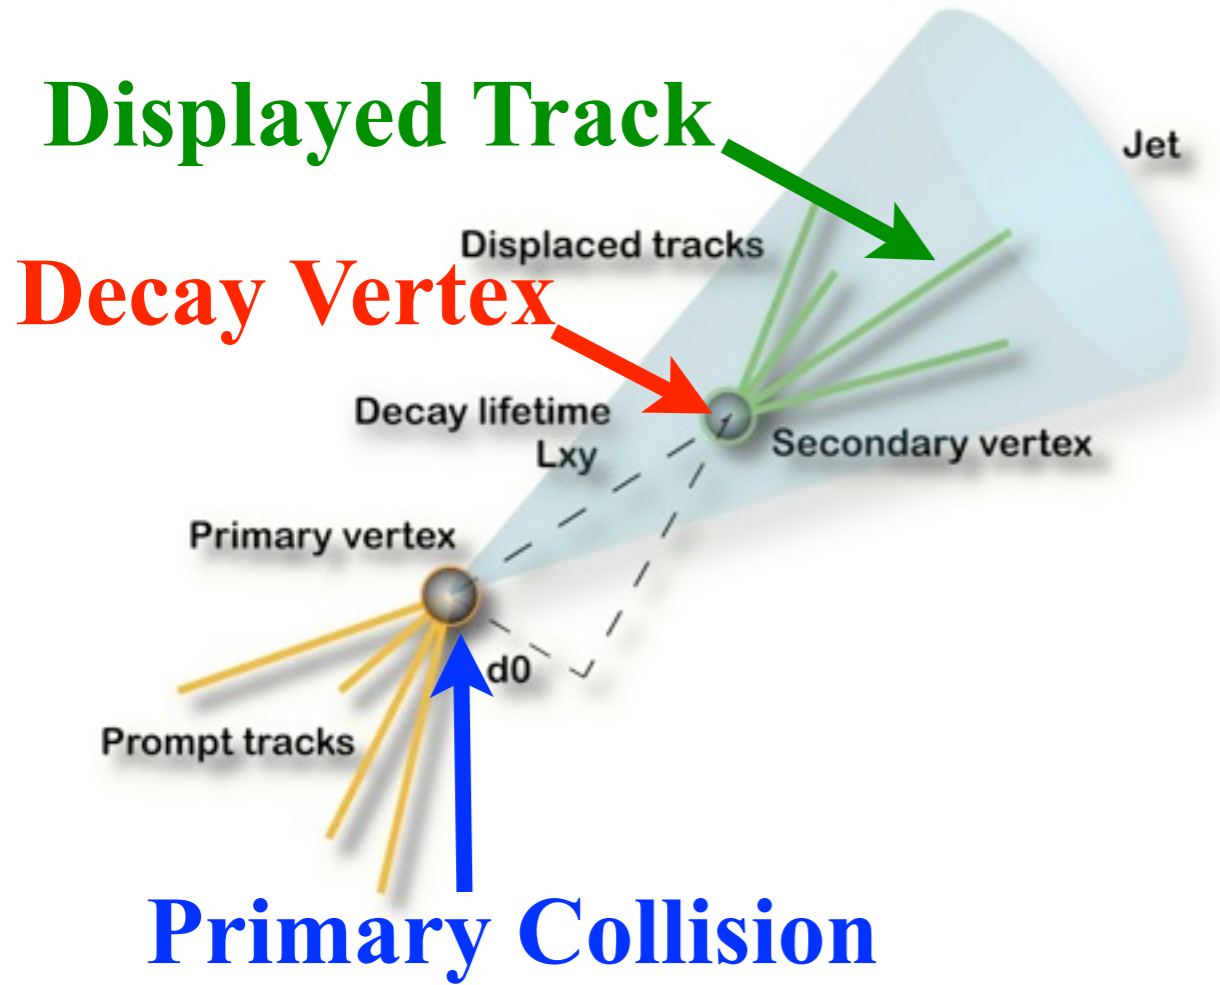 Displayed Track
Jet
Displaced tracks
Decay Vertex
Decay lifetime
Lxy
Secondary vertex
Primary vertex
d0
Prompt tracks
Primary Collision